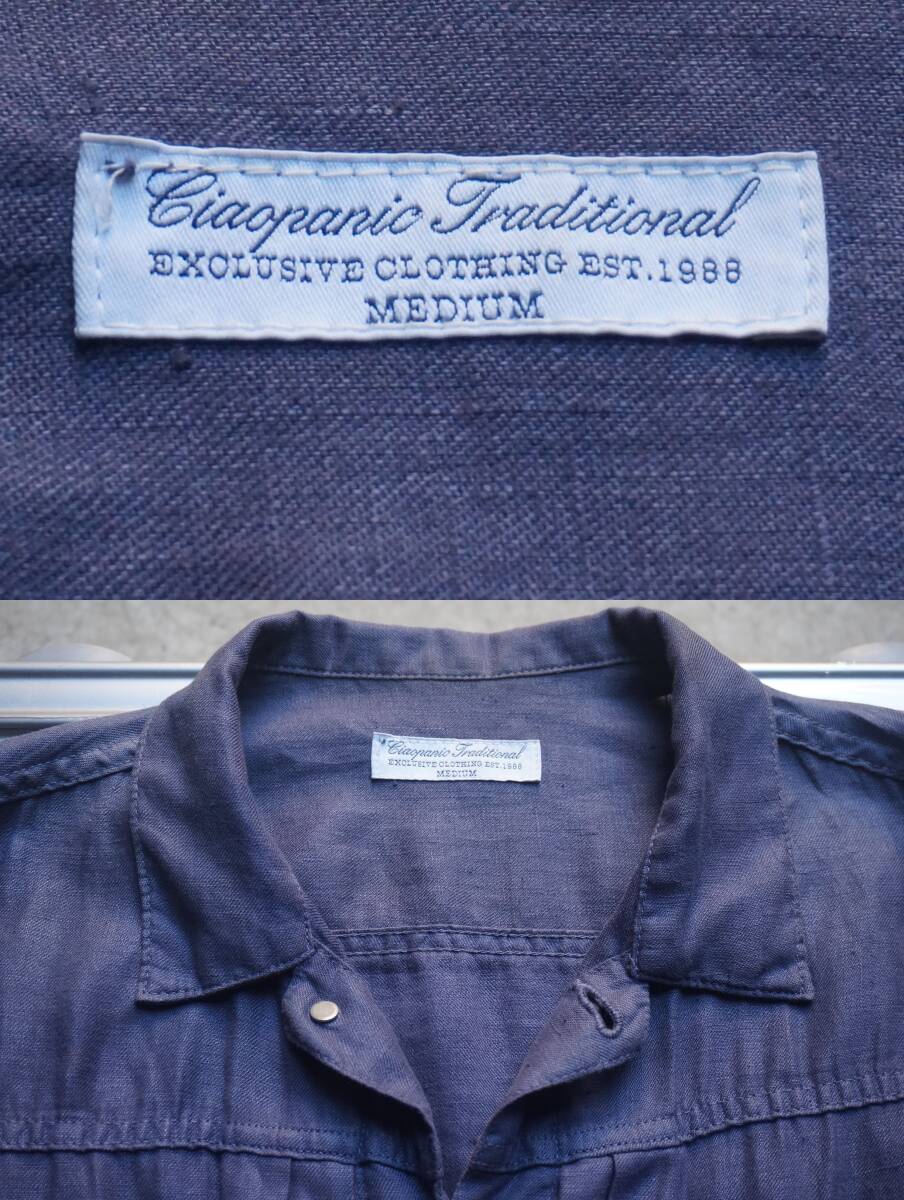 Ciaopanic Traditional
EXCLUSIVE CLOTHING EST.1988
MEDIUM
Ciaopanic Traditional
EXCLUSIVE CLOTHING EST.1988
MEDIUM